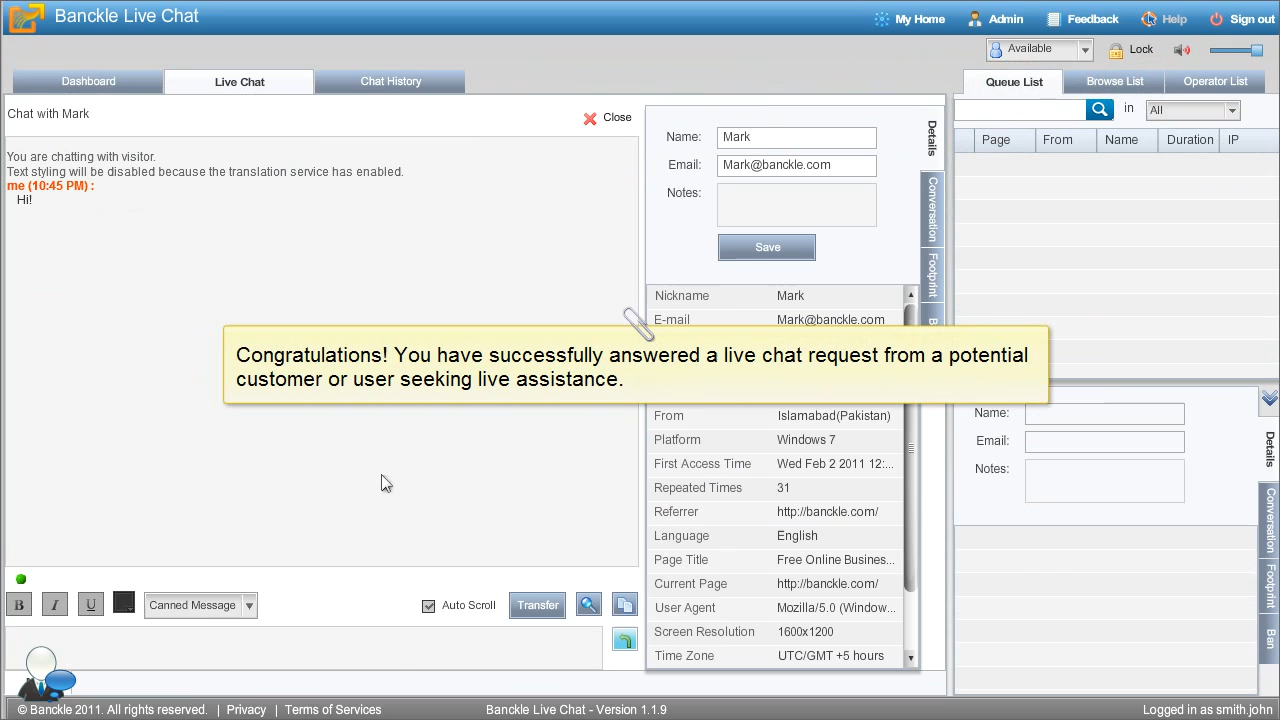 Banckle Live Chat
My Home
Admin
Feedback
Help
Sign out
Available
Lock
Dashboard
Live Chat
Chat History
Queue List
Browse List
Operator List
Chat with Mark
Close
in
All
Page From Name Duration IP
You are chatting with visitor.
Text styling will be disabled because the translation service has enabled.
me (10:45 PM) :
Hi!
Name: Mark
Email: Mark@banckle.com
Notes:
Save
Details
Conversation
Footprint
Nickname Mark
E-mail Mark@banckle.com
Congratulations! You have successfully answered a live chat request from a potential
customer or user seeking live assistance.
From Islamabad(Pakistan)
Platform Windows 7
First Access Time Wed Feb 2 2011 12:...
Repeated Times 31
Referrer http://banckle.com/
Language English
Page Title Free Online Busines...
Current Page http://banckle.com/
User Agent Mozilla/5.0 (Window...
Screen Resolution 1600x1200
Time Zone UTC/GMT +5 hours
Name:
Email:
Notes:
Details
Conversation
Footprint
Ban
B I U
Canned Message
Auto Scroll
Transfer
© Banckle 2011. All rights reserved. | Privacy | Terms of Services
Banckle Live Chat - Version 1.1.9
Logged in as smith.john